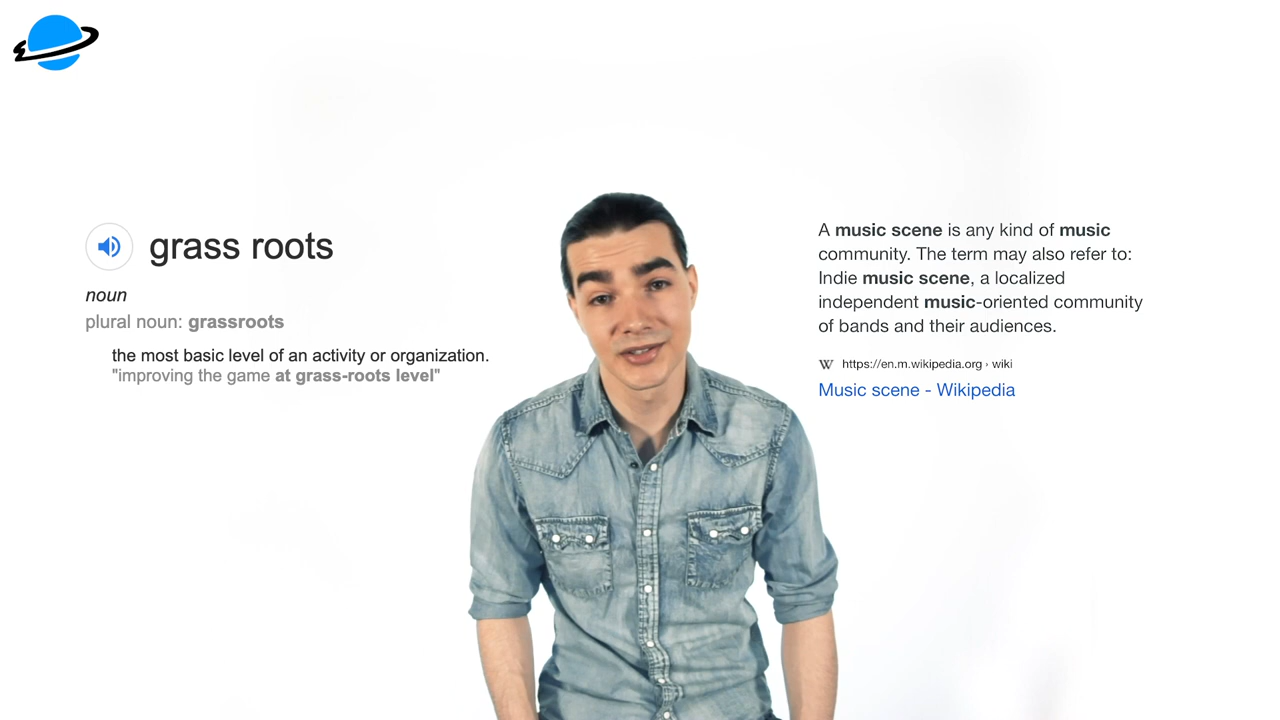 grass roots
noun
plural noun: grassroots
the most basic level of an activity or organization.
"improving the game at grass-roots level"
A music scene is any kind of music
community. The term may also refer to:
Indie music scene, a localized
independent music-oriented community
of bands and their audiences.
W https://en.m.wikipedia.org › wiki
Music scene - Wikipedia